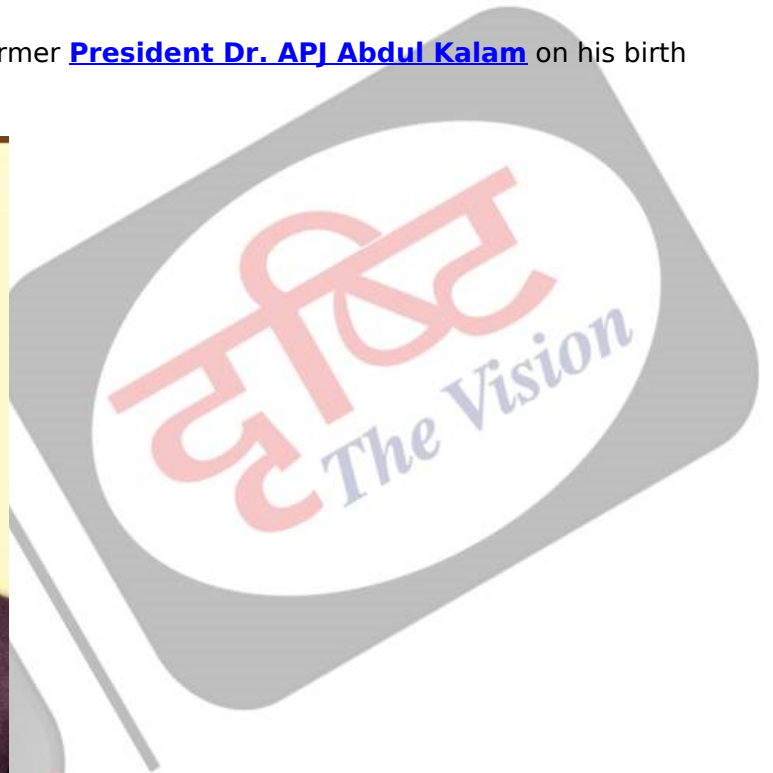 rmer President Dr. APJ Abdul Kalam on his birth
दृष्टि
The Vision